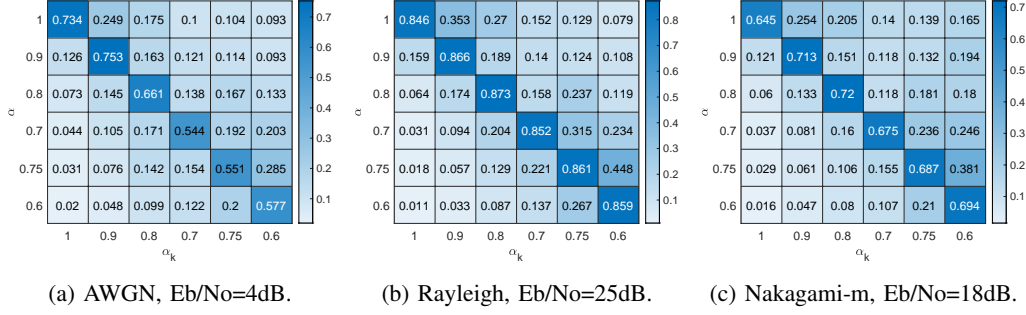 1 0.734 0.249 0.175 0.1 0.104 0.093
0.9 0.126 0.753 0.163 0.121 0.114 0.093
0.8 0.073 0.145 0.661 0.138 0.167 0.133
0.7 0.044 0.105 0.171 0.544 0.192 0.203
0.75 0.031 0.076 0.142 0.154 0.551 0.285
0.6 0.02 0.048 0.099 0.122 0.2 0.577
1 0.9 0.8 0.7 0.75 0.6
α
αk
0.7
0.6
0.5
0.4
0.3
0.2
0.1
(a) AWGN, Eb/No=4dB.
1 0.846 0.353 0.27 0.152 0.129 0.079
0.9 0.159 0.866 0.189 0.14 0.124 0.108
0.8 0.064 0.174 0.873 0.158 0.237 0.119
0.7 0.031 0.094 0.204 0.852 0.315 0.234
0.75 0.018 0.057 0.129 0.221 0.861 0.448
0.6 0.011 0.033 0.087 0.137 0.267 0.859
1 0.9 0.8 0.7 0.75 0.6
α
αk
0.8
0.7
0.6
0.5
0.4
0.3
0.2
0.1
(b) Rayleigh, Eb/No=25dB.
1 0.645 0.254 0.205 0.14 0.139 0.165
0.9 0.121 0.713 0.151 0.118 0.132 0.194
0.8 0.06 0.133 0.72 0.118 0.181 0.18
0.7 0.037 0.081 0.16 0.675 0.236 0.246
0.75 0.029 0.061 0.106 0.155 0.687 0.381
0.6 0.016 0.047 0.08 0.107 0.21 0.694
1 0.9 0.8 0.7 0.75 0.6
α
αk
0.7
0.6
0.5
0.4
0.3
0.2
0.1
(c) Nakagami-m, Eb/No=18dB.